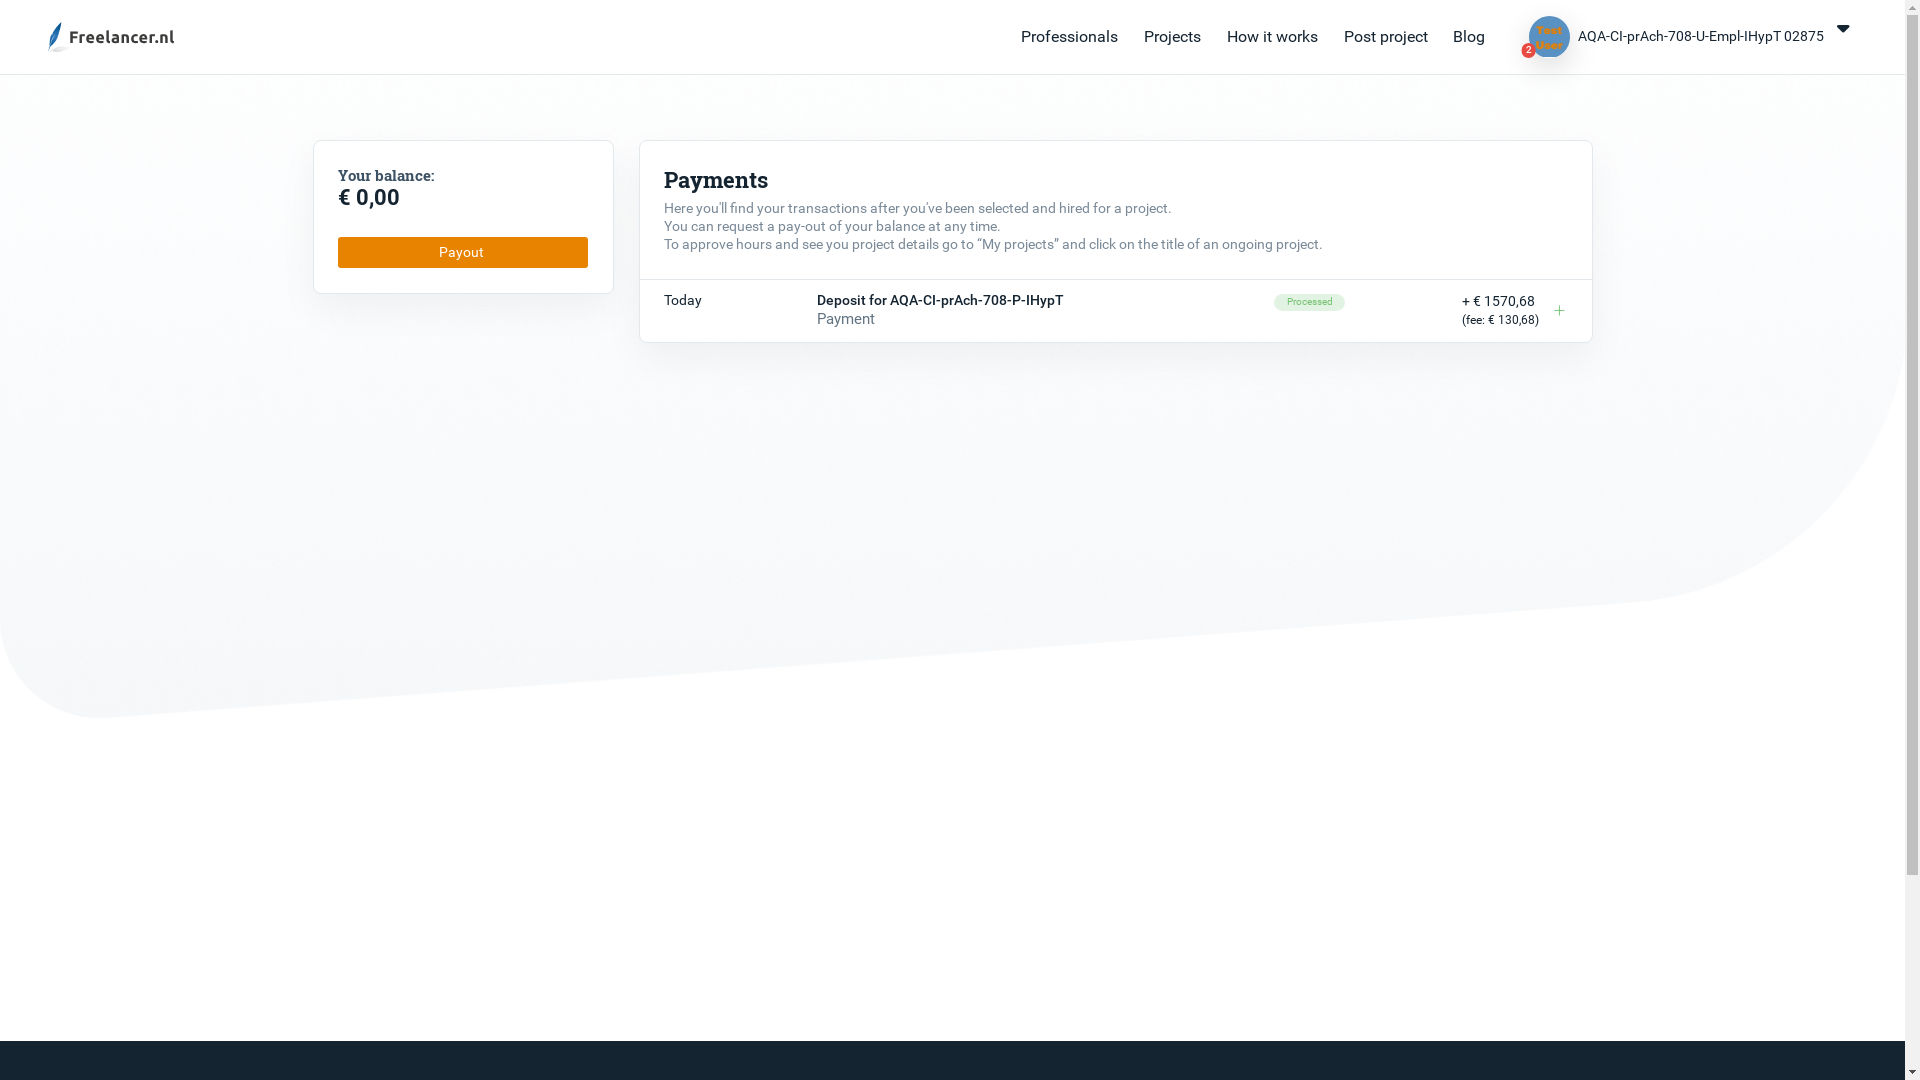 Freelancer.nl
Professionals Projects How it works Post project Blog
Test
User
2
AQA-CI-prAch-708-U-Empl-IHypT 02875
Your balance:
€ 0,00
Payout
Payments
Here you'll find your transactions after you've been selected and hired for a project.
You can request a pay-out of your balance at any time.
To approve hours and see you project details go to “My projects” and click on the title of an ongoing project.
Today
Deposit for AQA-CI-prAch-708-P-IHypT
Payment
Processed
+ € 1570,68
(fee: € 130,68)
+